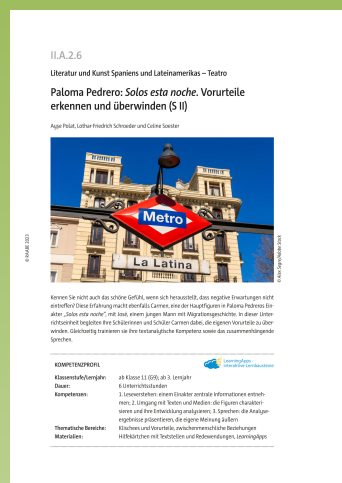 II.A.2.6
Literatur und Kunst Spaniens und Lateinamerikas – Teatro
Paloma Pedrero: Solos esta noche. Vorurteile
erkennen und überwinden (S II)
Ayşe Polat, Lothar-Friedrich Schroeder und Celine Soester
Metro
La Latina
© RAABE 2023
Kennen Sie nicht auch das schöne Gefühl, wenn sich herausstellt, dass negative Erwartungen nicht
eintreffen? Diese Erfahrung macht ebenfalls Carmen, eine der Hauptfiguren in Paloma Pedreros Ein-
akter „Solos esta noche“, mit José, einem jungen Mann mit Migrationsgeschichte. In dieser Unter-
richtseinheit begleiten Ihre Schülerinnen und Schüler Carmen dabei, die eigenen Vorurteile zu über-
winden. Gleichzeitig trainieren sie ihre textanalytische Kompetenz sowie das zusammenhängende
Sprechen.
KOMPETENZPROFIL
LearningApps -
interaktive Lernbausteine
Klassenstufe/Lernjahr: ab Klasse 11 (G9); ab 3. Lernjahr
Dauer: 6 Unterrichtsstunden
Kompetenzen: 1. Leseverstehen: einem Einakter zentrale Informationen entneh-
men; 2. Umgang mit Texten und Medien: die Figuren charakteri-
sieren und ihre Entwicklung analysieren; 3. Sprechen: die Analyse-
ergebnisse präsentieren, die eigene Meinung äußern
Thematische Bereiche: Klischees und Vorurteile, zwischenmenschliche Beziehungen
Materialien: Hilfekärtchen mit Textstellen und Redewendungen, LearningApps